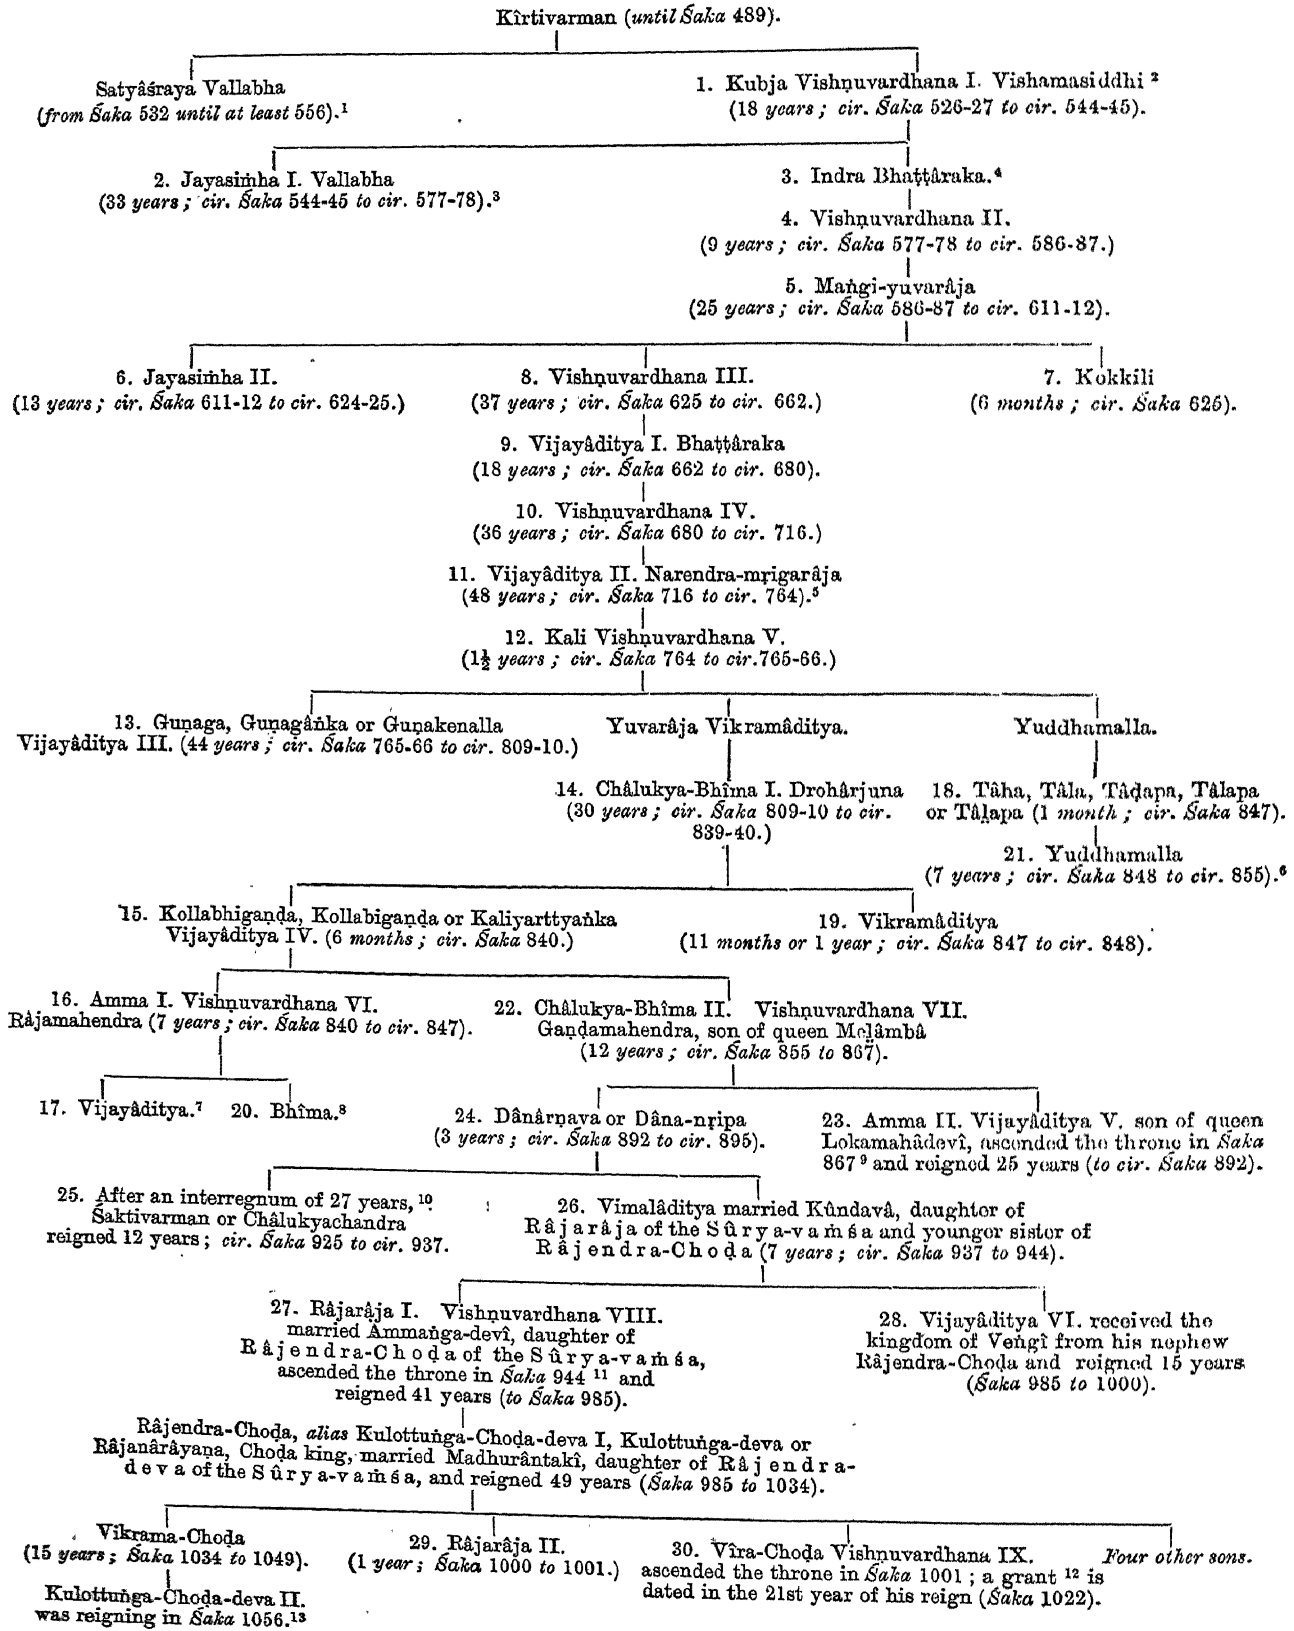 Kîrtivarman (until Śaka 489).
Satyâśraya Vallabha
(from Śaka 532 until at least 556).¹
1. Kubja Vishṇuvardhana I. Vishamasiddhi ²
(18 years; cir. Śaka 526-27 to cir. 544-45).
2. Jayasiṁha I. Vallabha
(33 years; cir. Śaka 544-45 to cir. 577-78).³
3. Indra Bhaṭṭâraka.⁴
4. Vishṇuvardhana II.
(9 years; cir. Śaka 577-78 to cir. 586-87.)
5. Maṅgi-yuvarâja
(25 years; cir. Śaka 586-87 to cir. 611-12).
6. Jayasiṁha II.
(13 years; cir. Śaka 611-12 to cir. 624-25.)
8. Vishṇuvardhana III.
(37 years; cir. Śaka 625 to cir. 662.)
7. Kokkili
(6 months; cir. Śaka 625).
9. Vijayâditya I. Bhaṭṭâraka
(18 years; cir. Śaka 662 to cir. 680).
10. Vishṇuvardhana IV.
(36 years; cir. Śaka 680 to cir. 716.)
11. Vijayâditya II. Narendra-mṛigarâja
(48 years; cir. Śaka 716 to cir. 764).⁵
12. Kali Vishṇuvardhana V.
(1½ years; cir. Śaka 764 to cir.765-66.)
13. Guṇaga, Guṇagâṅka or Guṇakenalla
Vijayâditya III. (44 years; cir. Śaka 765-66 to cir. 809-10.)
Yuvarâja Vikramâditya.
Yuddhamalla.
14. Châlukya-Bhîma I. Drohârjuna
(30 years; cir. Śaka 809-10 to cir.
839-40.)
18. Tâha, Tâla, Tâḍapa, Tâlapa
or Tâḷapa (1 month; cir. Śaka 847).
21. Yuddhamalla
(7 years; cir. Śaka 848 to cir. 855).⁶
15. Kollabhigaṇḍa, Kollabigaṇḍa or Kaliyarttyaṅka
Vijayâditya IV. (6 months; cir. Śaka 840.)
19. Vikramâditya
(11 months or 1 year; cir. Śaka 847 to cir. 848).
16. Amma I. Vishṇuvardhana VI.
Râjamahendra (7 years; cir. Śaka 840 to cir. 847).
22. Châlukya-Bhîma II. Vishṇuvardhana VII.
Gaṇḍamahendra, son of queen Meḷâmbâ
(12 years; cir. Śaka 855 to 867).
17. Vijayâditya.⁷
20. Bhîma.⁸
24. Dânârṇava or Dâna-nṛipa
(3 years; cir. Śaka 892 to cir. 895).
23. Amma II. Vijayâditya V. son of queen
Lokamahâdevî, ascended the throne in Śaka
867⁹ and reigned 25 years (to cir. Śaka 892).
25. After an interregnum of 27 years,¹⁰
Śaktivarman or Châlukyachandra
reigned 12 years; cir. Śaka 925 to cir. 937.
26. Vimalâditya married Kûndavâ, daughter of
Râjarâja of the Sûrya-vaṁśa and younger sister of
Râjendra-Choḍa (7 years; cir. Śaka 937 to 944).
27. Râjarâja I. Vishṇuvardhana VIII.
married Ammaṅga-devî, daughter of
Râjendra-Choḍa of the Sûrya-vaṁśa,
ascended the throne in Śaka 944 ¹¹ and
reigned 41 years (to Śaka 985).
28. Vijayâditya VI. received the
kingdom of Veṅgî from his nephew
Râjendra-Choḍa and reigned 15 years
(Śaka 985 to 1000).
Râjendra-Choḍa, alias Kulottuṅga-Choḍa-deva I, Kulottuṅga-deva or
Râjanârâyaṇa, Choḍa king, married Madhurântakî, daughter of Râjendra-
deva of the Sûrya-vaṁśa, and reigned 49 years (Śaka 985 to 1034).
Vikrama-Choḍa
(15 years; Śaka 1034 to 1049).
29. Râjarâja II.
(1 year; Śaka 1000 to 1001.)
30. Vîra-Choḍa Vishṇuvardhana IX.
ascended the throne in Śaka 1001; a grant ¹² is
dated in the 21st year of his reign (Śaka 1022).
Four other sons.
Kulottuṅga-Choḍa-deva II.
was reigning in Śaka 1056.¹³